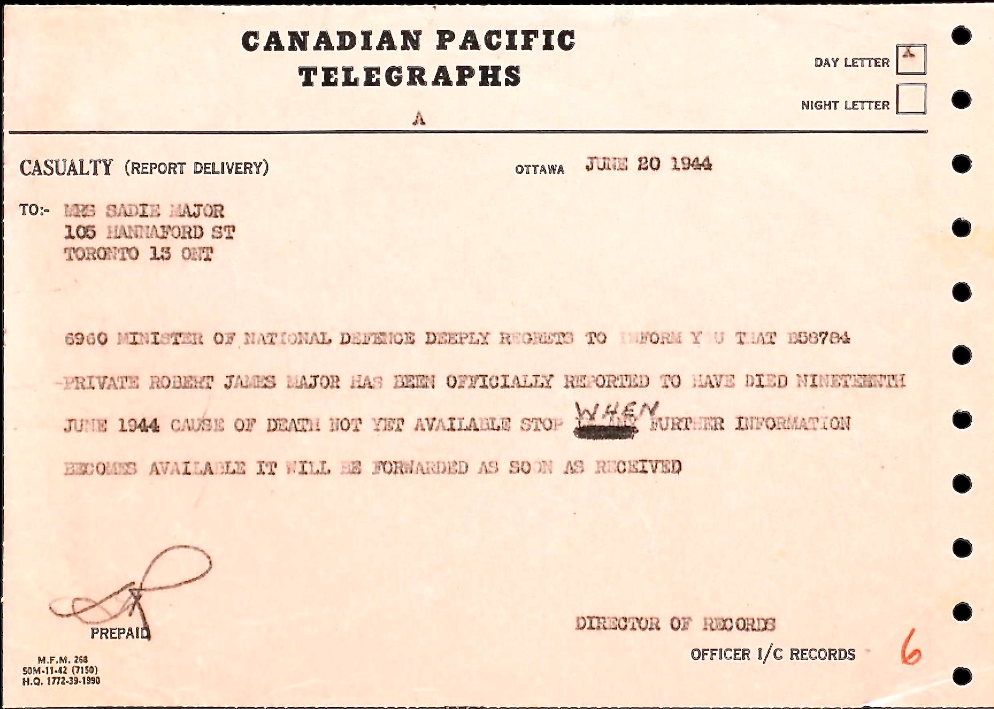 CANADIAN PACIFIC
TELEGRAPHS
DAY LETTER X
NIGHT LETTER
A
CASUALTY (REPORT DELIVERY)
OTTAWA JUNE 20 1944
TO:- MRS SADIE MAJOR
105 HANNAFORD ST
TORONTO 13 ONT
6960 MINISTER OF NATIONAL DEFENCE DEEPLY REGRETS TO INFORM YOU THAT B58784
PRIVATE ROBERT JAMES MAJOR HAS BEEN OFFICIALLY REPORTED TO HAVE DIED NINETEENTH
JUNE 1944 CAUSE OF DEATH NOT YET AVAILABLE STOP WHEN FURTHER INFORMATION
BECOMES AVAILABLE IT WILL BE FORWARDED AS SOON AS RECEIVED
PREPAID
DIRECTOR OF RECORDS
OFFICER I/C RECORDS
6
M.F.M. 268
50M-11-42 (7150)
H.Q. 1772-39-1990